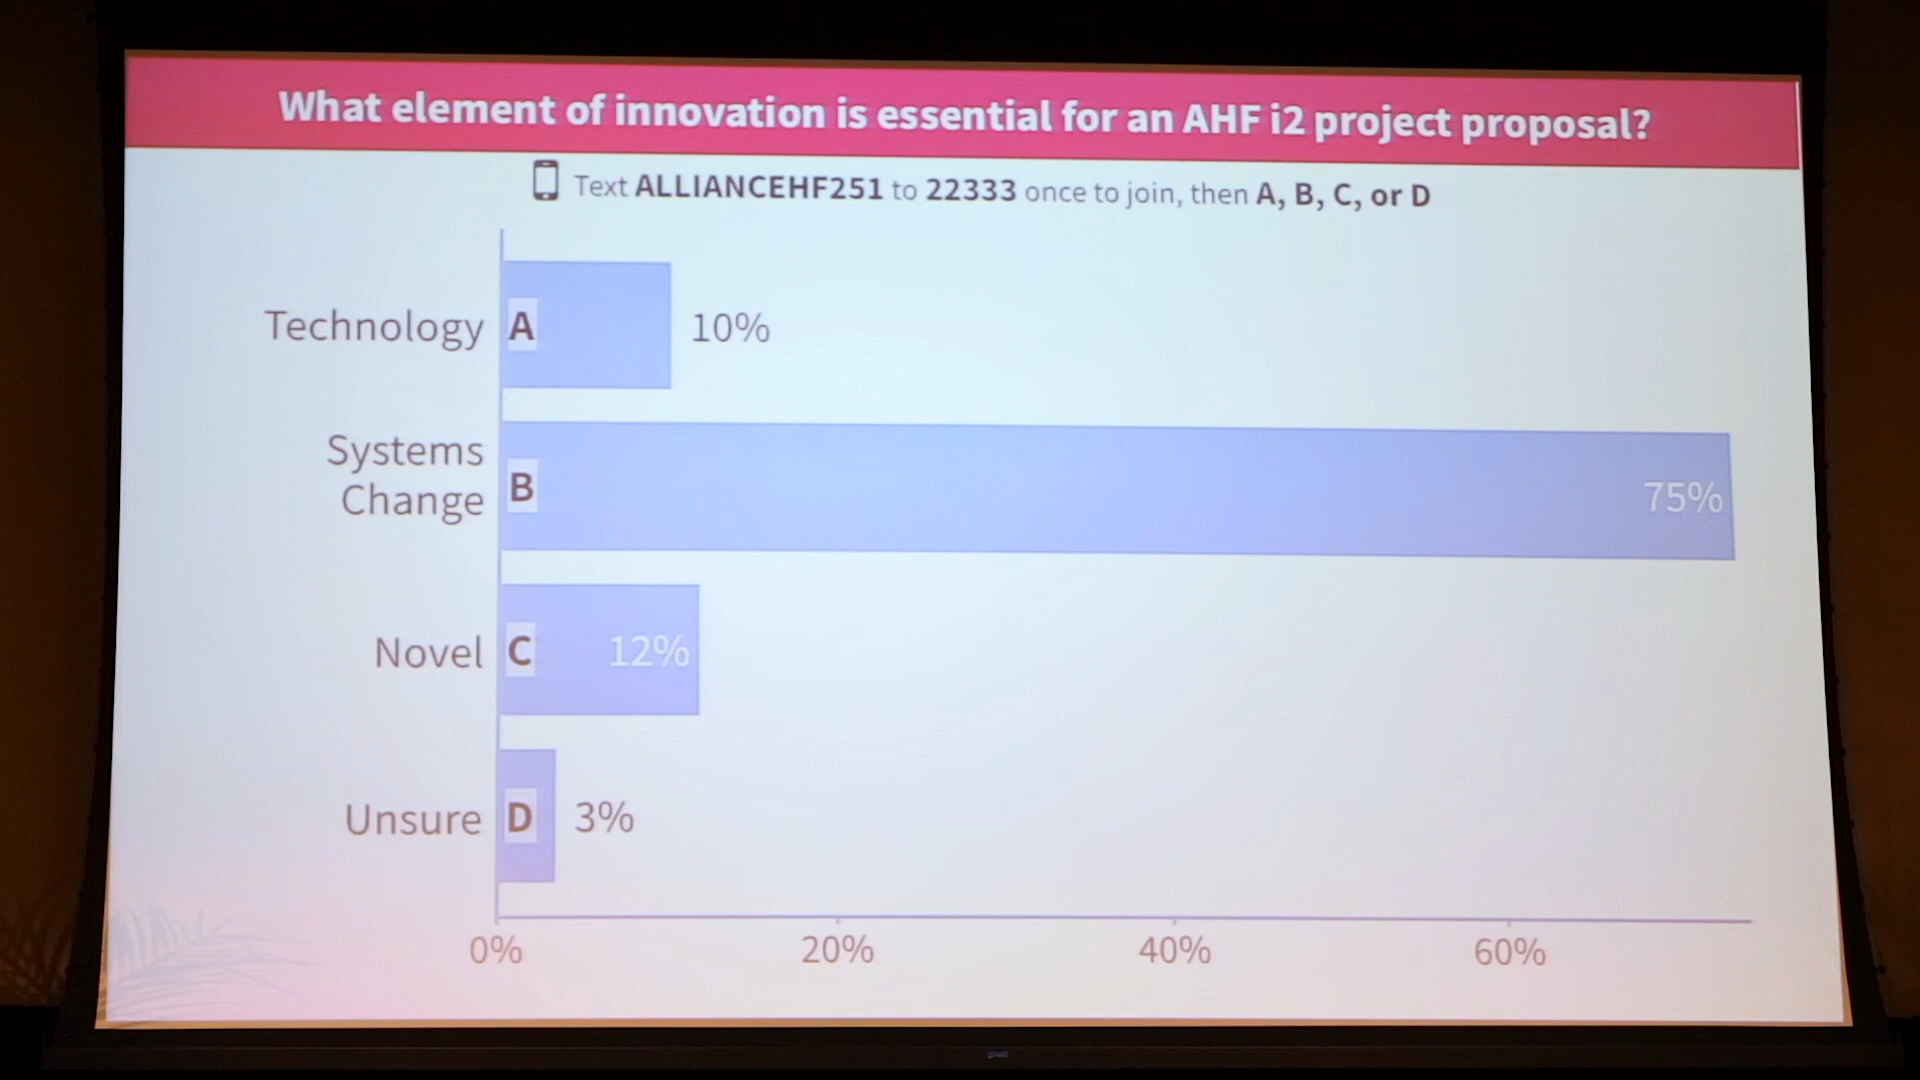 What element of innovation is essential for an AHF i2 project proposal?
Text ALLIANCEHF251 to 22333 once to join, then A, B, C, or D
Technology A 10%
Systems
Change B 75%
Novel C 12%
Unsure D 3%
0% 20% 40% 60%